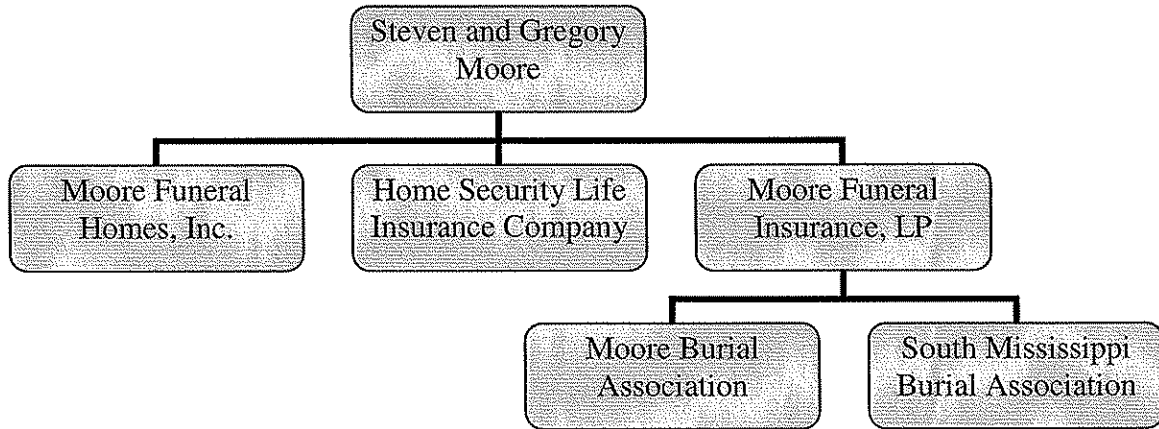 Steven and Gregory
Moore
Moore Funeral
Homes, Inc.
Home Security Life
Insurance Company
Moore Funeral
Insurance, LP
Moore Burial
Association
South Mississippi
Burial Association